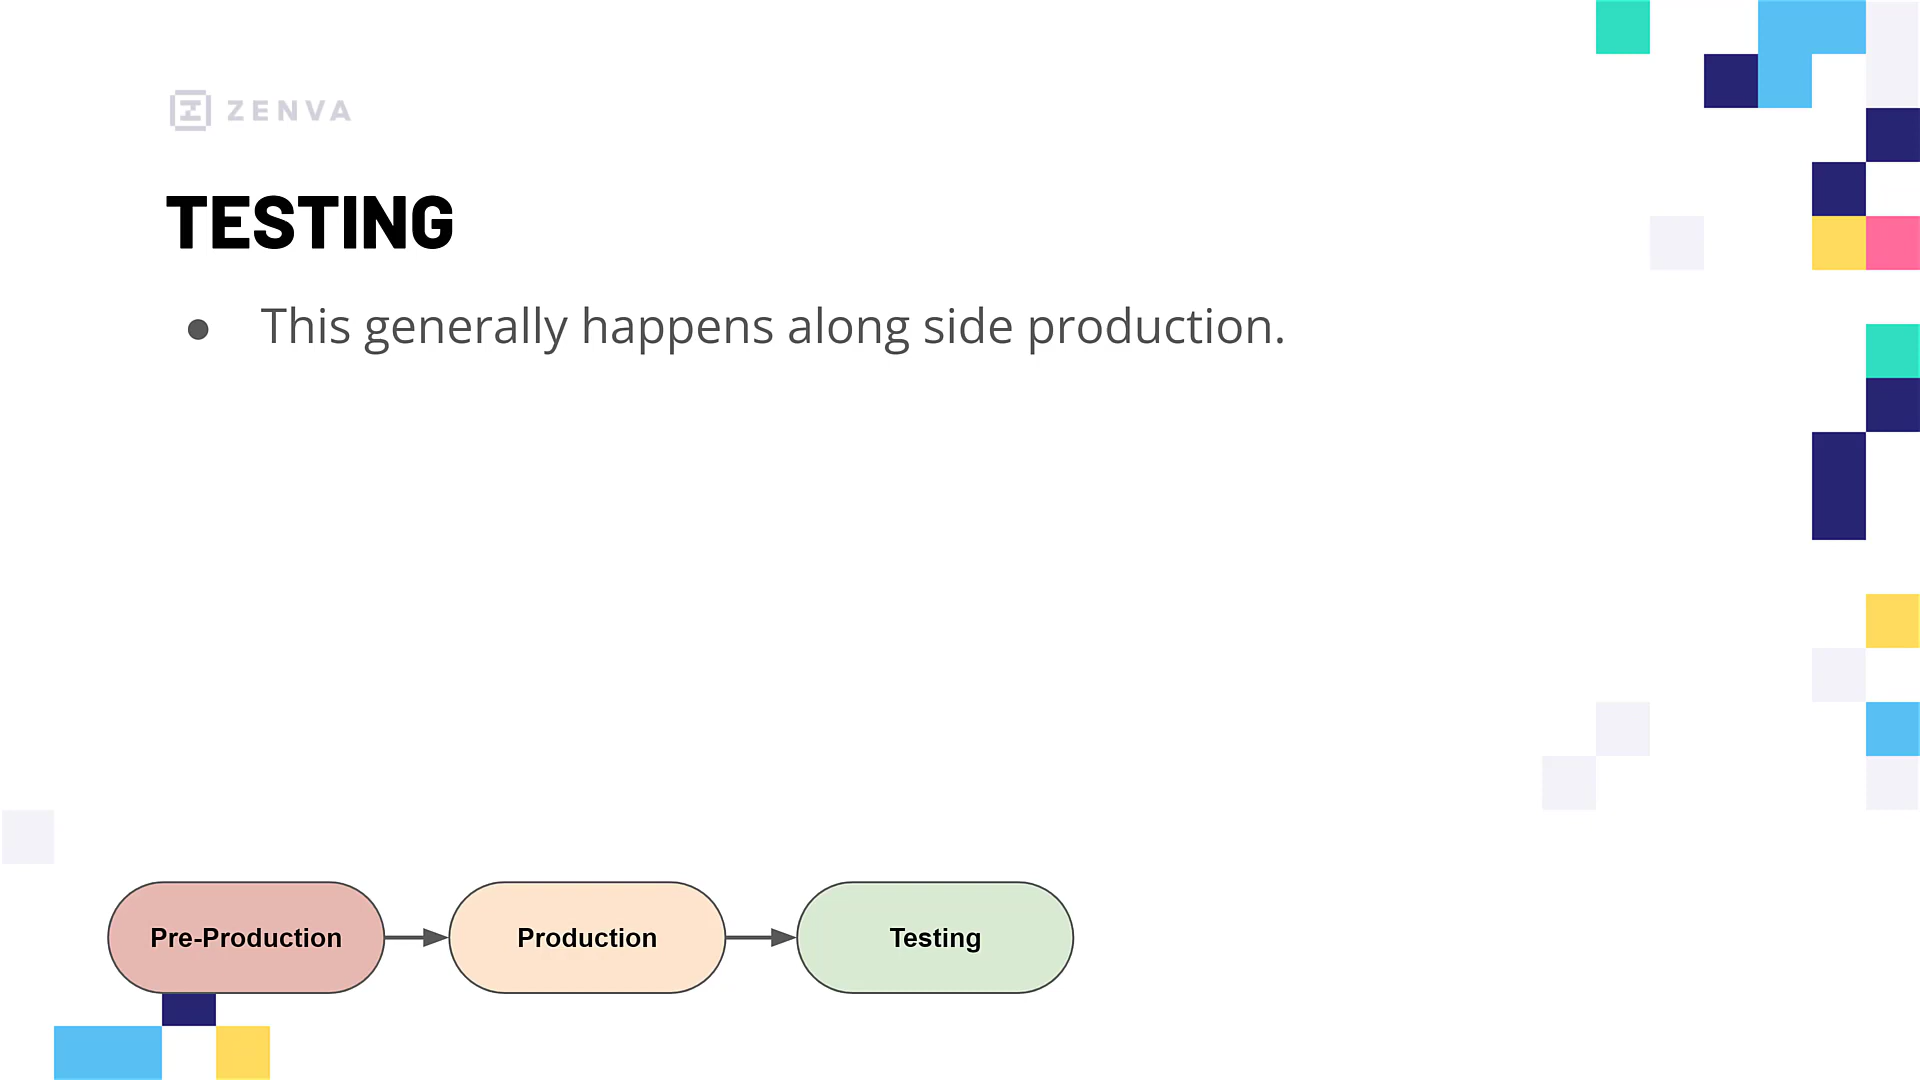 ZENVA
TESTING
● This generally happens along side production.
Pre-Production
Production
Testing